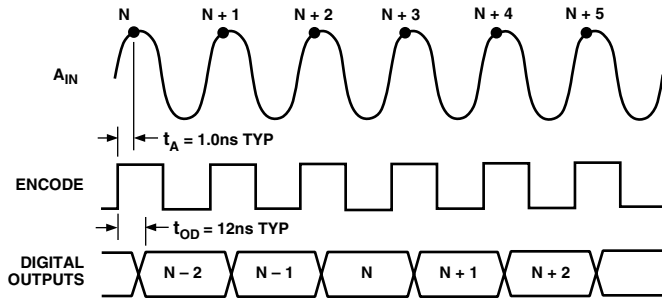 N N + 1 N + 2 N + 3 N + 4 N + 5
AIN
tA = 1.0ns TYP
ENCODE
tOD = 12ns TYP
DIGITAL
OUTPUTS
N – 2 N – 1 N N + 1 N + 2